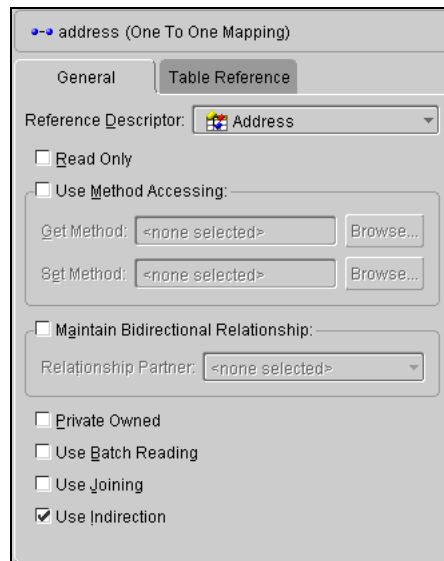 address (One To One Mapping)
General Table Reference
Reference Descriptor: Address
Read Only
Use Method Accessing:
Get Method: <none selected> Browse...
Set Method: <none selected> Browse...
Maintain Bidirectional Relationship:
Relationship Partner: <none selected>
Private Owned
Use Batch Reading
Use Joining
Use Indirection